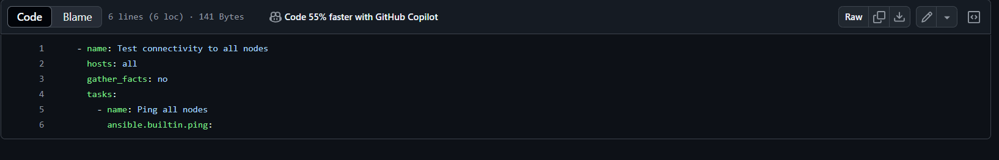 Code Blame 6 lines (6 loc) · 141 Bytes Code 55% faster with GitHub Copilot Raw
1 - name: Test connectivity to all nodes
2 hosts: all
3 gather_facts: no
4 tasks:
5 - name: Ping all nodes
6 ansible.builtin.ping: